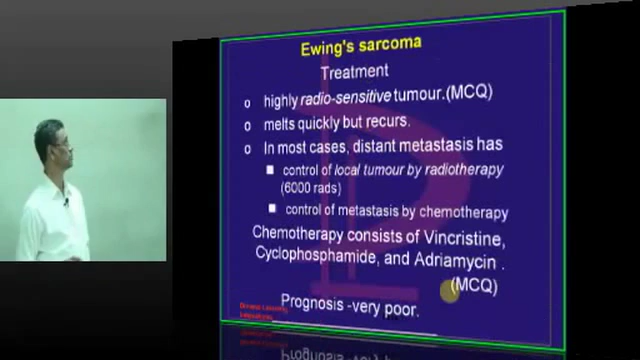 Ewing's sarcoma
Treatment
o highly radio-sensitive tumour.(MCQ)
o melts quickly but recurs.
o In most cases, distant metastasis has
■ control of local tumour by radiotherapy
(6000 rads)
■ control of metastasis by chemotherapy
Chemotherapy consists of Vincristine,
Cyclophosphamide, and Adriamycin .
(MCQ)
Prognosis -very poor.